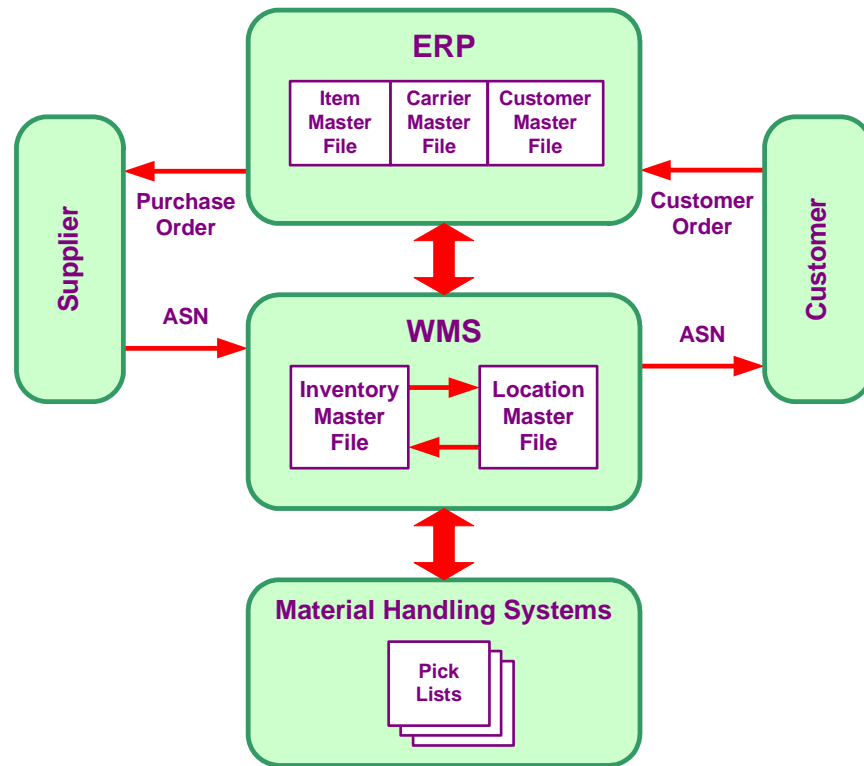 ERP
Item
Master
File
Carrier
Master
File
Customer
Master
File
Supplier
Purchase
Order
Customer
Order
Customer
ASN
WMS
ASN
Inventory
Master
File
Location
Master
File
Material Handling Systems
Pick
Lists